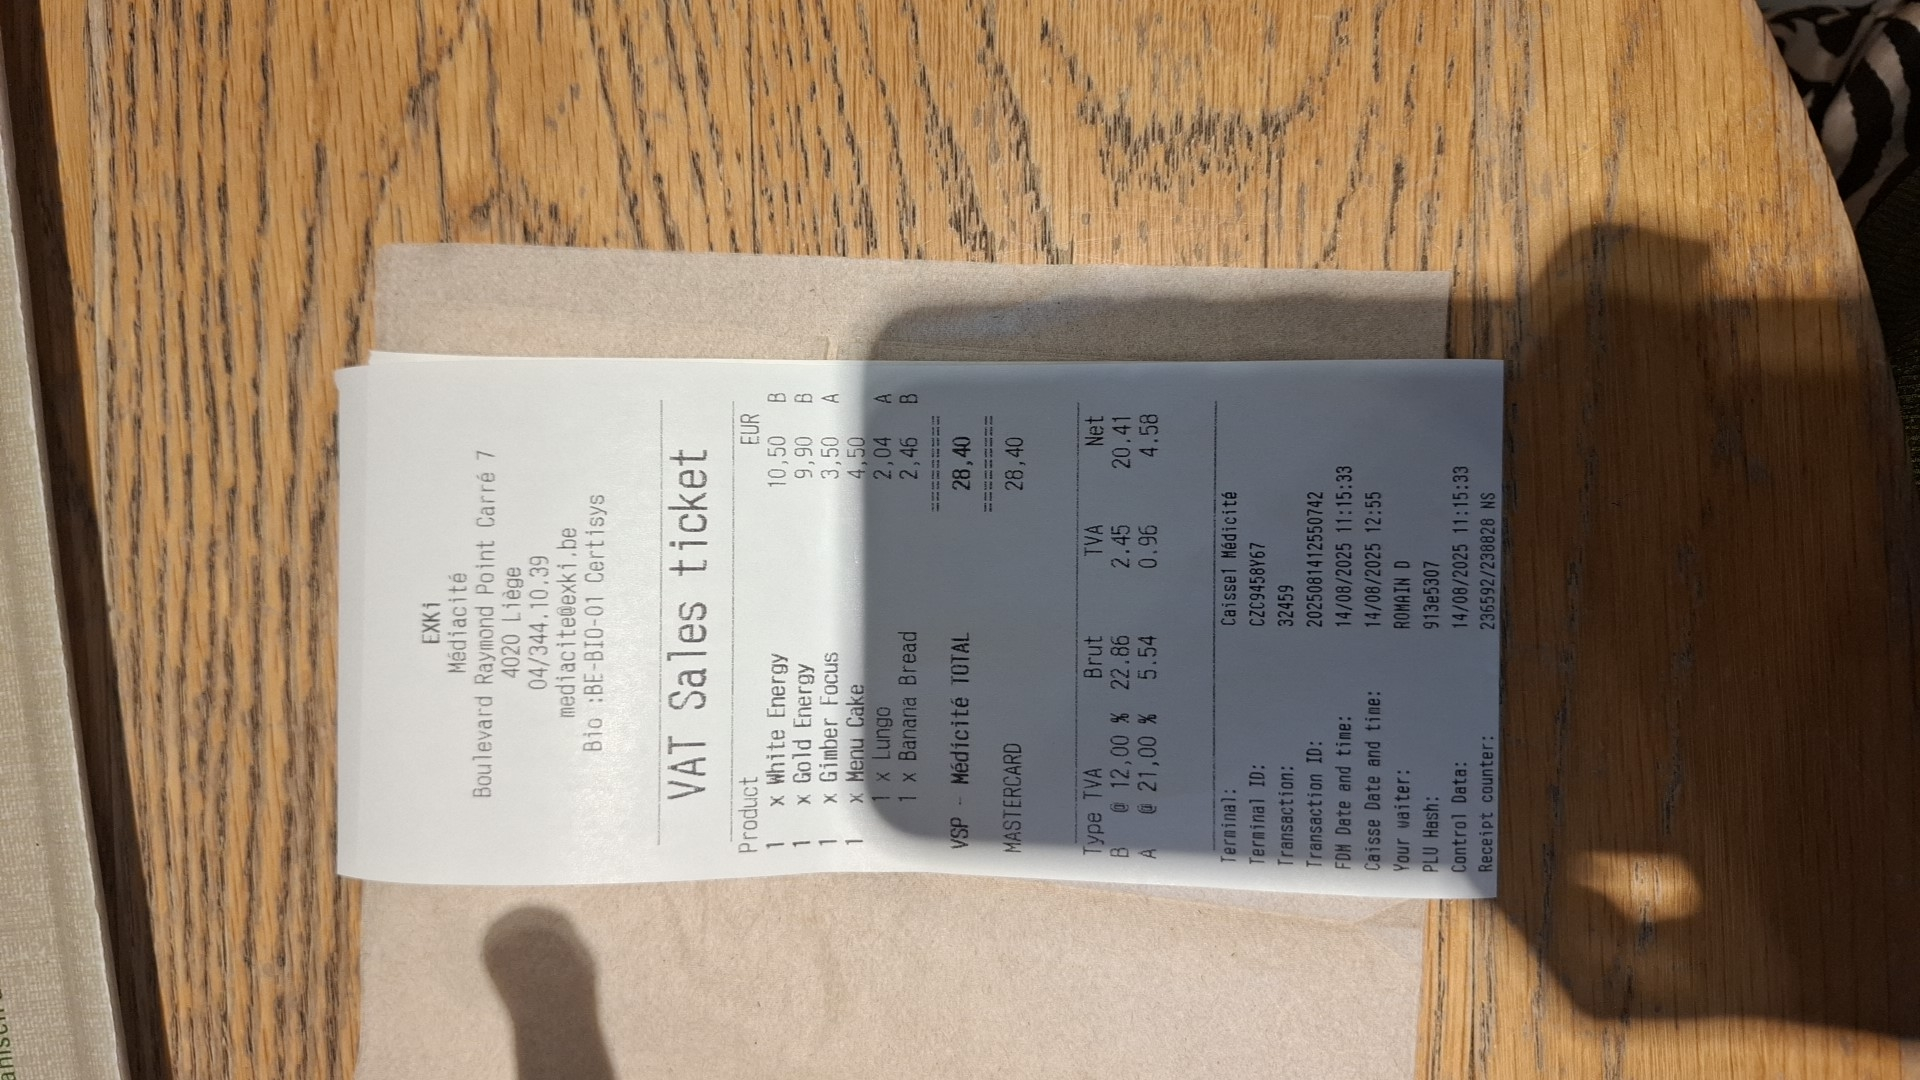 EXKi
Médiacité
Boulevard Raymond Point Carré 7
4020 Liège
04/344.10.39
mediacite@exki.be
Bio :BE-BIO-01 Certisys
VAT Sales ticket
Product EUR
1 x White Energy 10,50 B
1 x Gold Energy 9,90 B
1 x Gimber Focus 3,50 A
1 x Menu Cake 4,50
1 x Lungo 2,04 A
1 x Banana Bread 2,46 B
=========
VSP - Médicité TOTAL 28,40
=========
MASTERCARD 28,40
Type TVA Brut TVA Net
B @ 12,00 % 22.86 2.45 20.41
A @ 21,00 % 5.54 0.96 4.58
Terminal: Caisse1 Médicité
Terminal ID: CZC9458Y67
Transaction: 32459
Transaction ID: 20250814125507​42
FDM Date and time: 14/08/2025 11:15:33
Caisse Date and time: 14/08/2025 12:55
Your waiter: ROMAIN D
PLU Hash: 913e5307
Control Data: 14/08/2025 11:15:33
Receipt counter: 236592/238828 NS